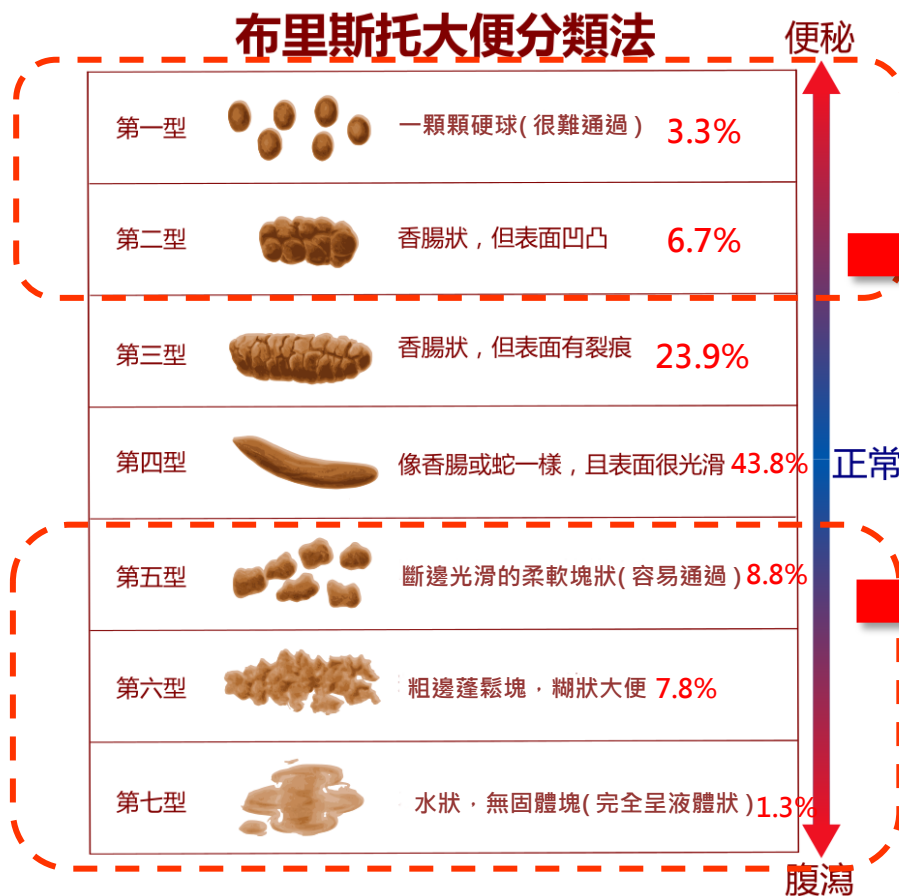 布里斯托大便分類法
便秘
第一型 一顆顆硬球(很難通過) 3.3%
第二型 香腸狀，但表面凹凸 6.7%
第三型 香腸狀，但表面有裂痕 23.9%
第四型 像香腸或蛇一樣，且表面很光滑 43.8% 正常
第五型 斷邊光滑的柔軟塊狀(容易通過) 8.8%
第六型 粗邊蓬鬆塊，糊狀大便 7.8%
第七型 水狀，無固體塊(完全呈液體狀) 1.3%
腹瀉